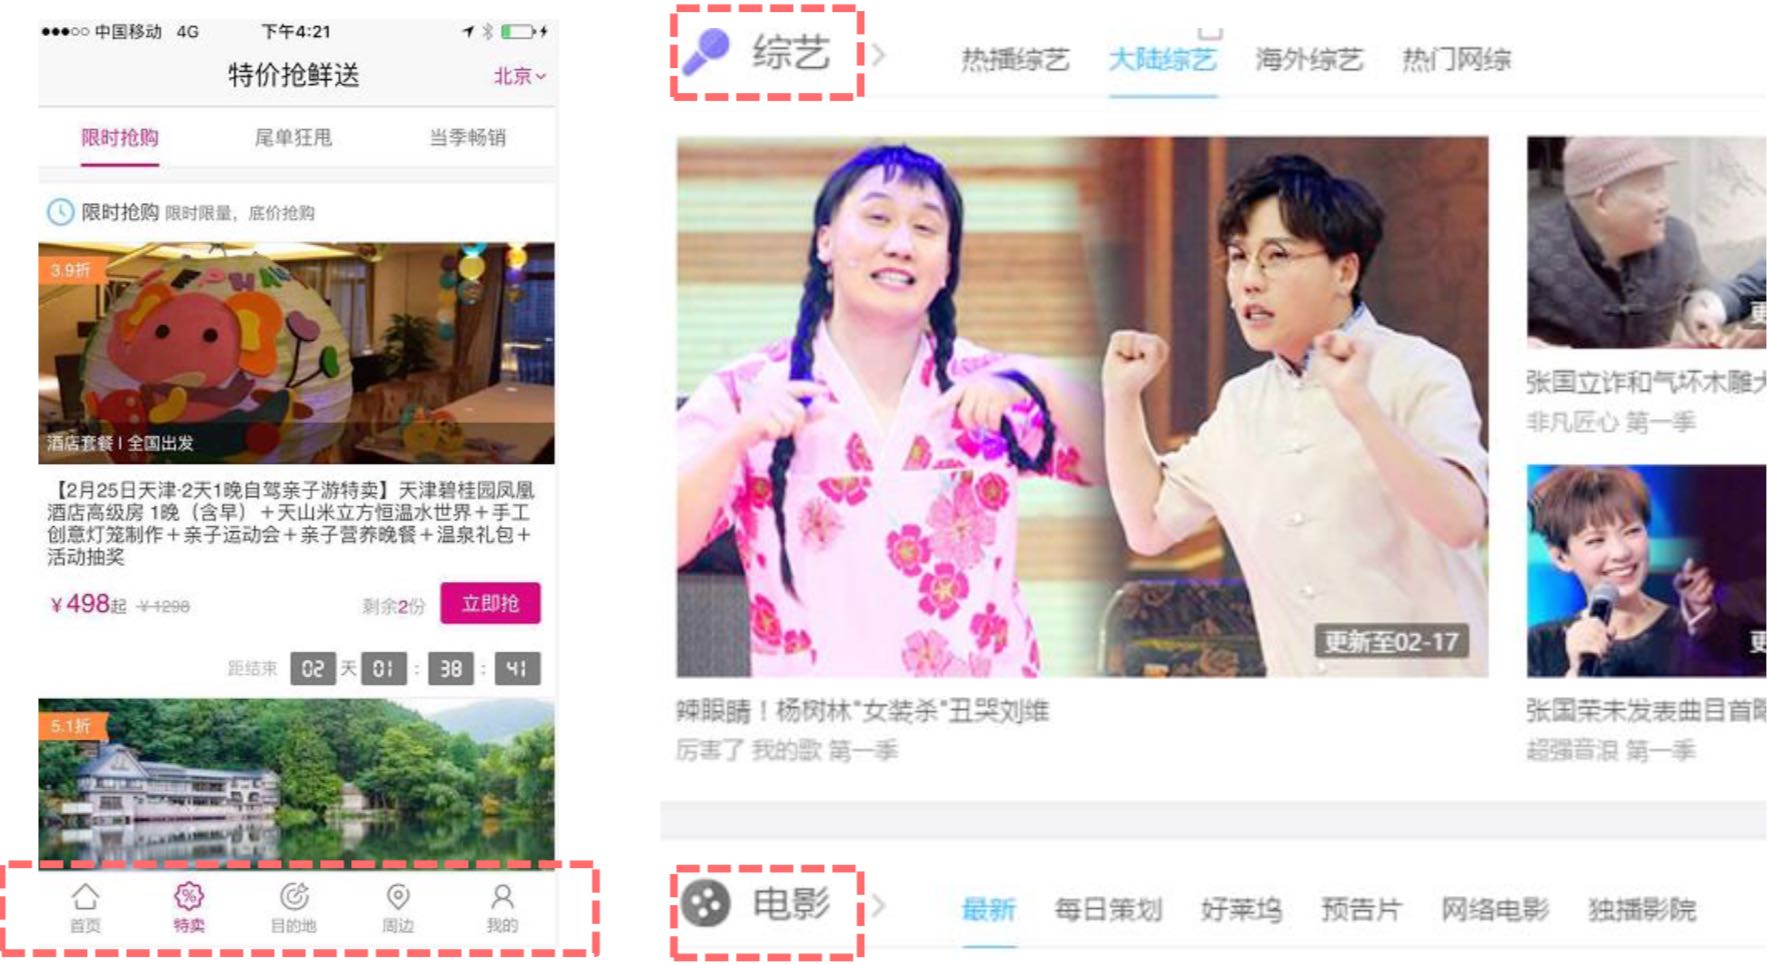 中国移动 4G 下午4:21
特价抢鲜送
北京
限时抢购 尾单狂甩 当季畅销
限时抢购 限时限量，底价抢购
3.9折
酒店套餐 | 全国出发
【2月25日天津·2天1晚自驾亲子游特卖】天津碧桂园凤凰
酒店高级房 1晚（含早）＋天山米立方恒温水世界＋手工
创意灯笼制作＋亲子运动会＋亲子营养晚餐＋温泉礼包＋
活动抽奖
¥498起 ¥1298 剩余2份 立即抢
距结束 02 天 01 : 38 : 41
5.1折
首页 特卖 目的地 周边 我的
综艺 热播综艺 大陆综艺 海外综艺 热门网综
更新至02-17
辣眼睛！杨树林"女装杀"丑哭刘维
厉害了 我的歌 第一季
张国立诈和气坏木雕
非凡匠心 第一季
张国荣未发表曲目首
超强音浪 第一季
电影 最新 每日策划 好莱坞 预告片 网络电影 独播影院